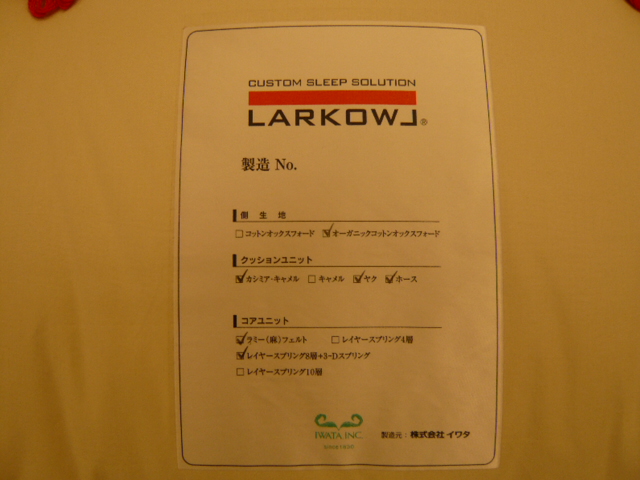 CUSTOM SLEEP SOLUTION
LARKOWL®
製造 No.
側生地
□コットンオックスフォード ☑オーガニックコットンオックスフォード
クッションユニット
☑カシミア・キャメル □キャメル ☑ヤク ☑ホース
コアユニット
☑ラミー(麻)フェルト □レイヤースプリング4層
☑レイヤースプリング8層+3-Dスプリング
□レイヤースプリング10層
IWATA INC.
製造元：株式会社 イワタ